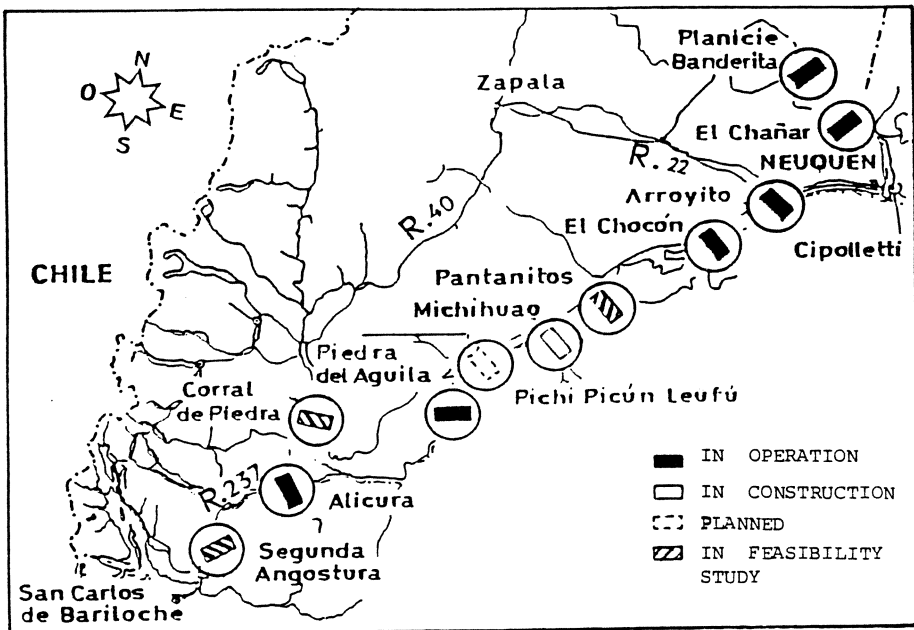 Planicie
Banderita
N
O
E
S
Zapala
El Chañar
R. 22
NEUQUEN
Arroyito
R.40
El Chocón
Cipolletti
CHILE
Pantanitos
Michihuao
Piedra
del Aguila
Corral
de Piedra
Pichi Picún Leufú
R.237
Alicura
Segunda
Angostura
San Carlos
de Bariloche
IN OPERATION
IN CONSTRUCTION
PLANNED
IN FEASIBILITY
STUDY